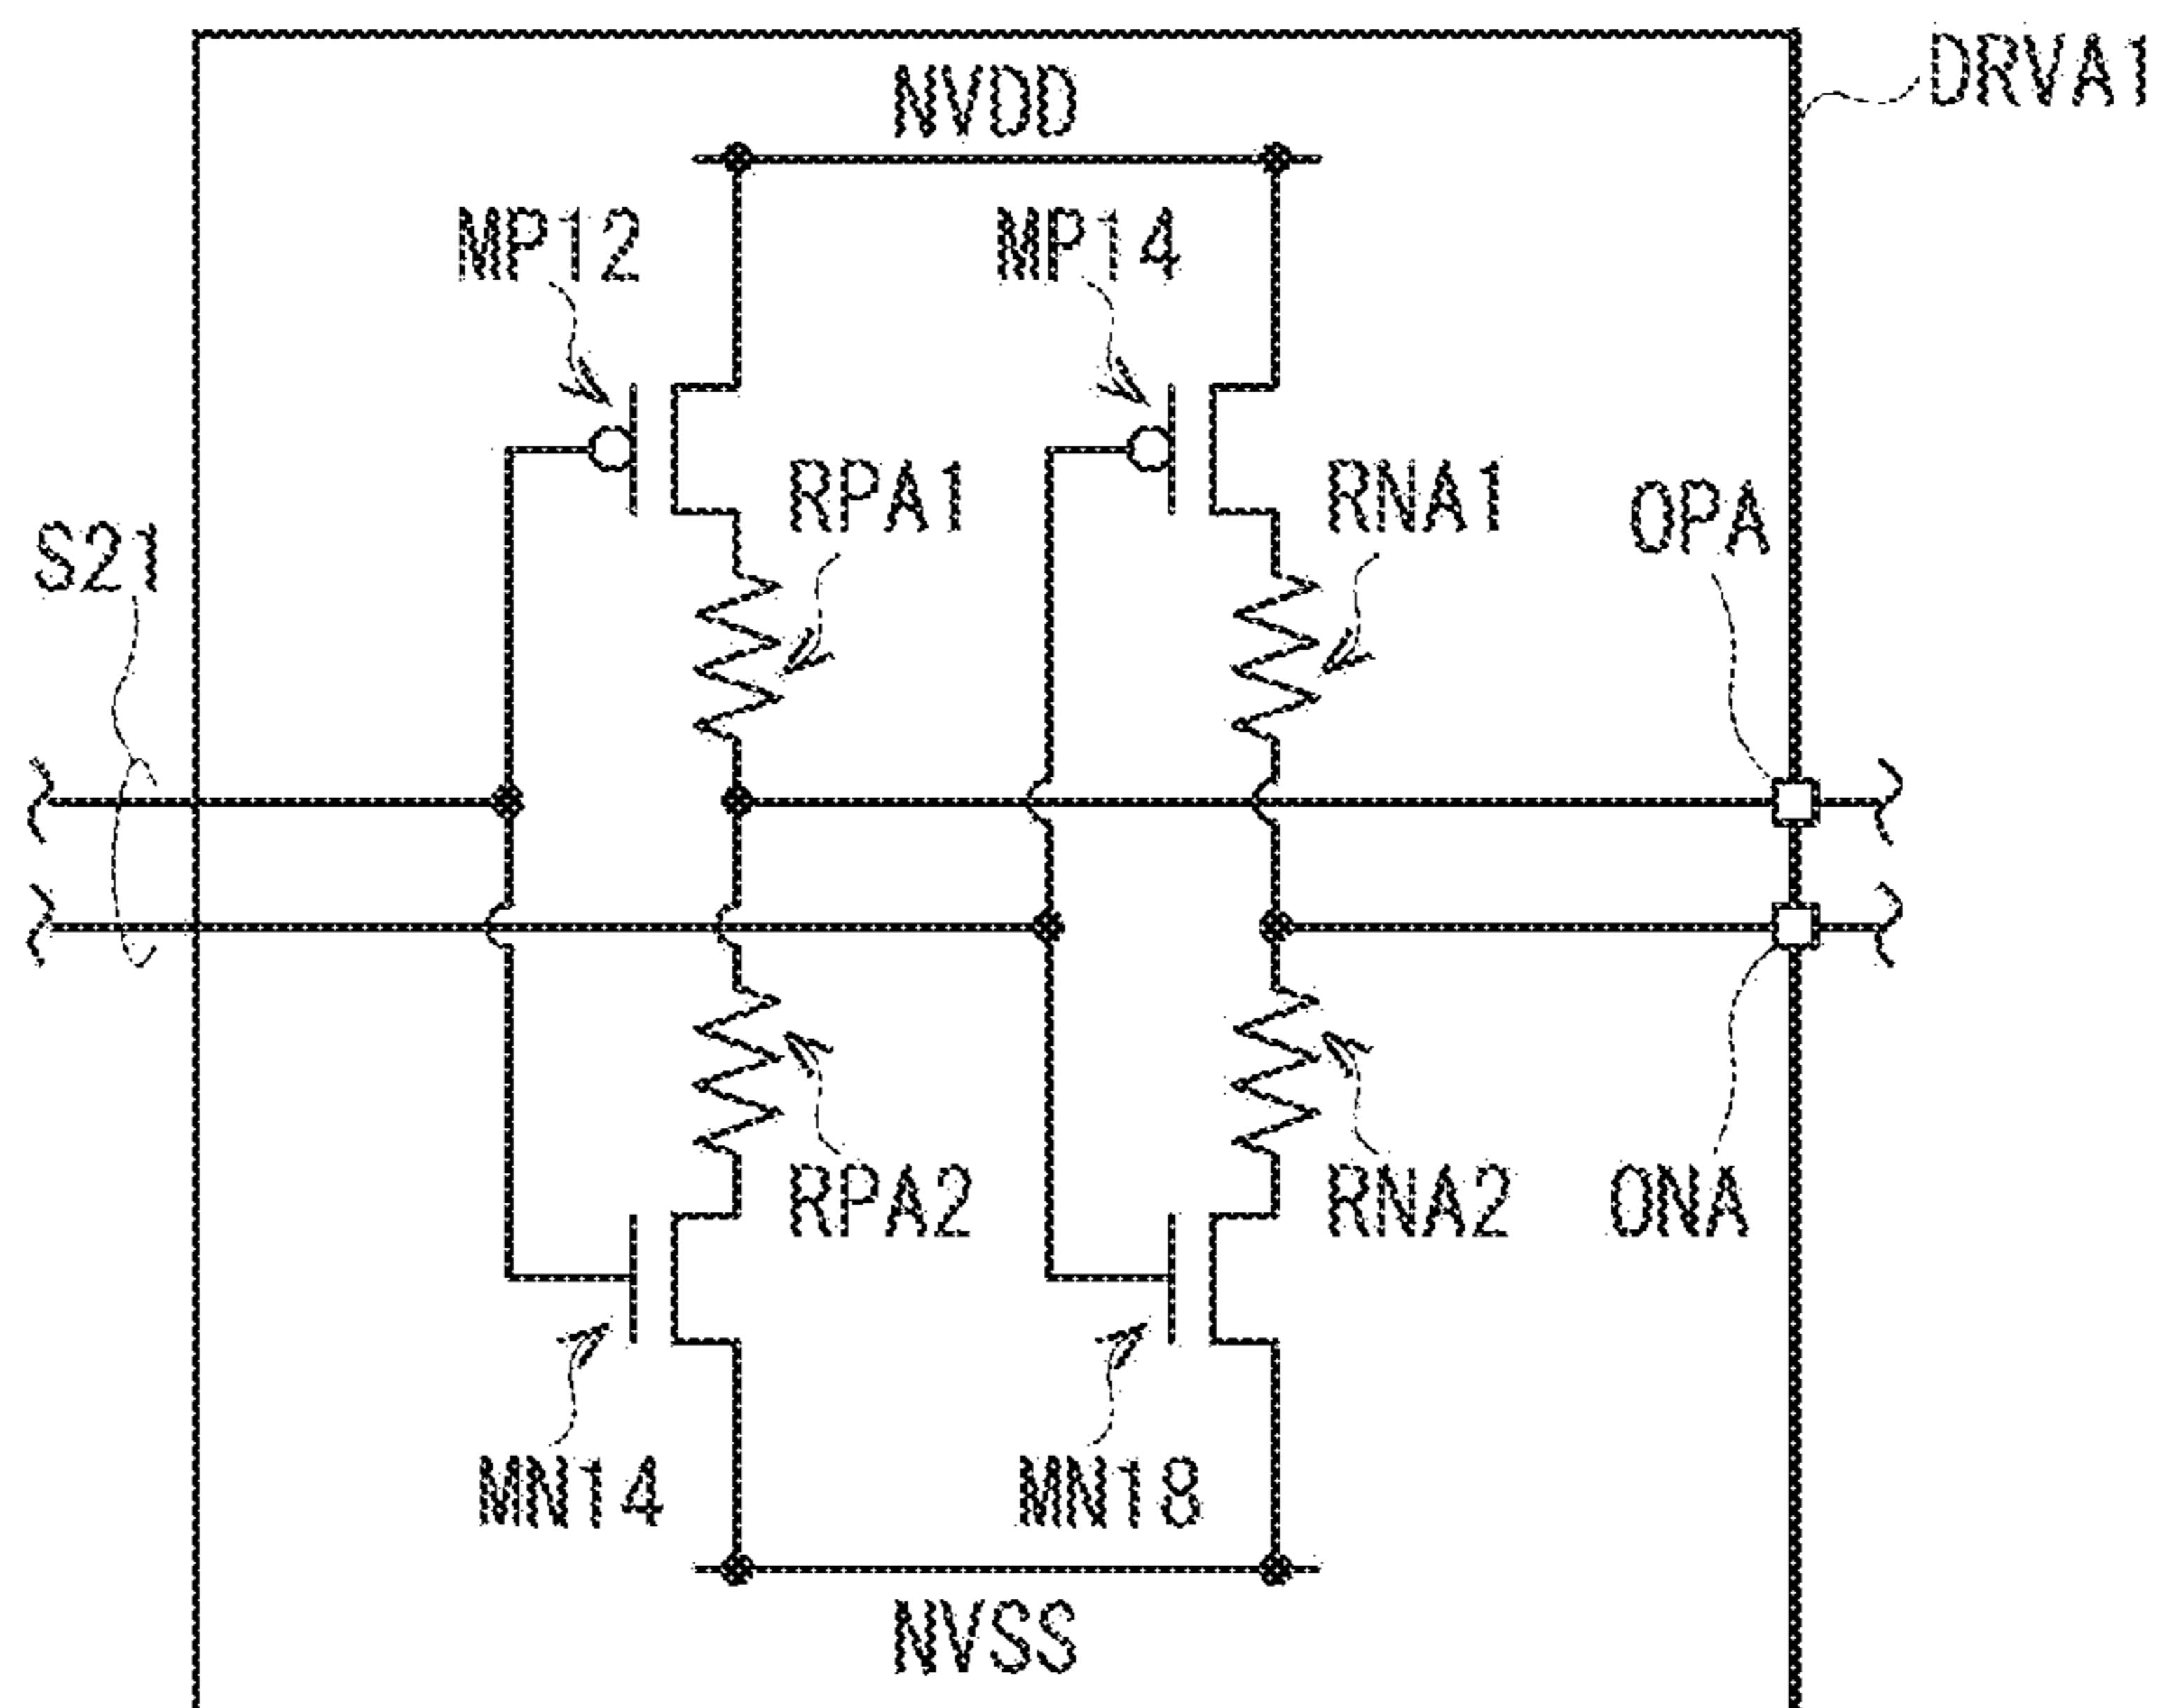 DRVA1
NVDD
MP12 MP14
RPA1 RNA1
OPA
S21
RPA2 RNA2 ONA
MN14 MN18
NVSS